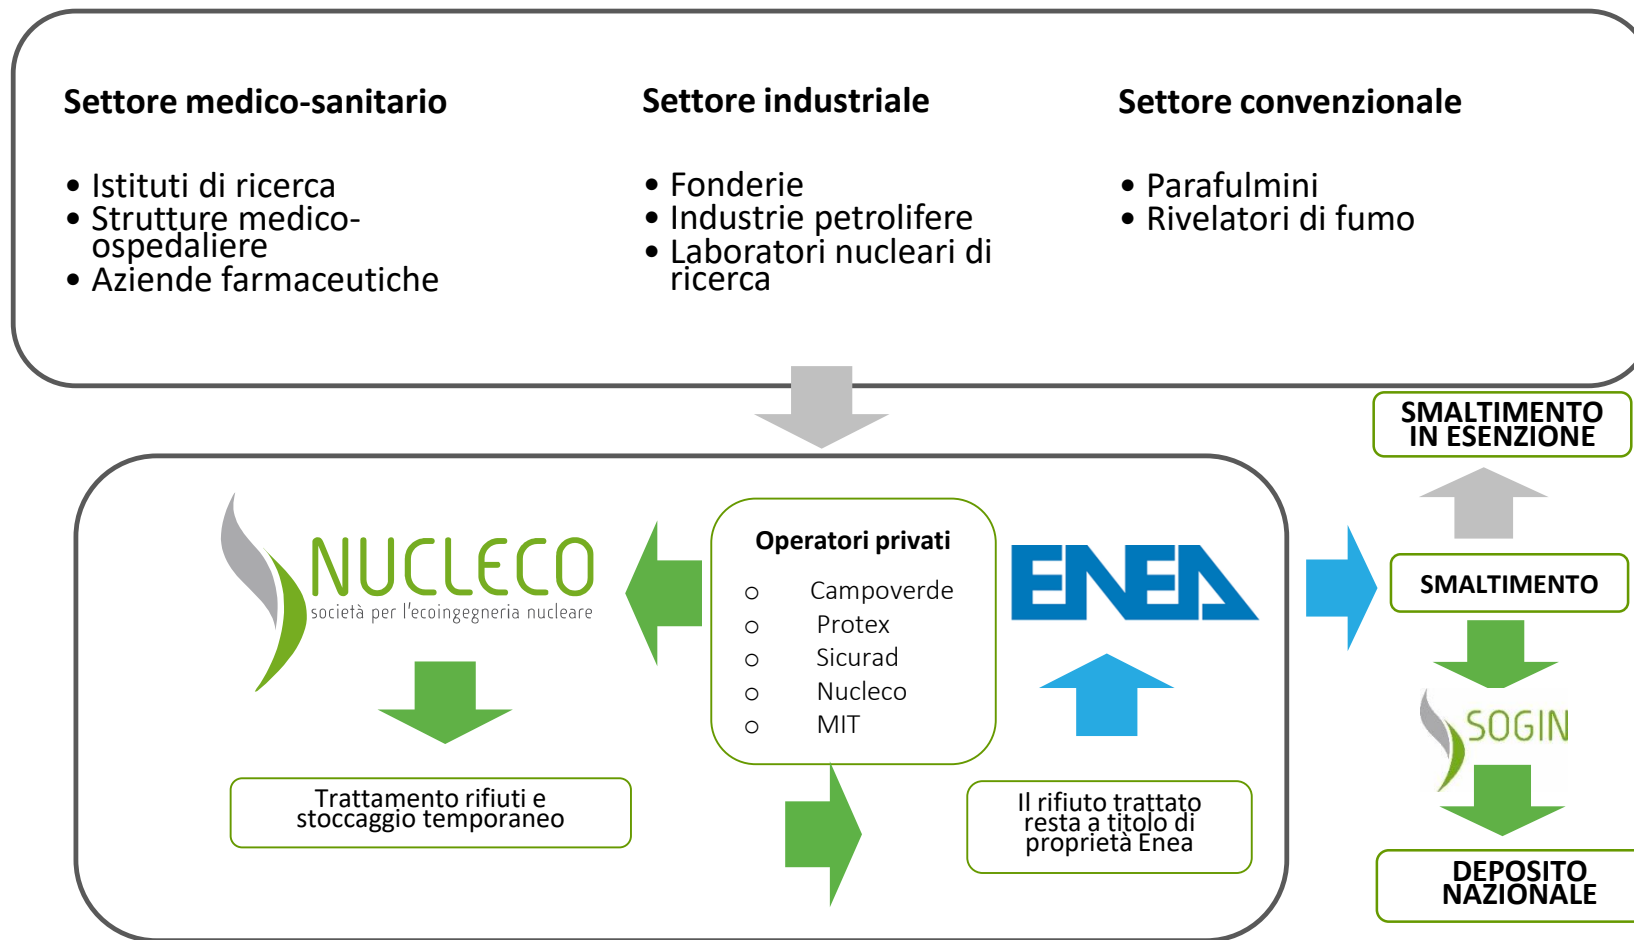 Settore medico-sanitario
• Istituti di ricerca
• Strutture medico-
ospedaliere
• Aziende farmaceutiche
Settore industriale
• Fonderie
• Industrie petrolifere
• Laboratori nucleari di
ricerca
Settore convenzionale
• Parafulmini
• Rivelatori di fumo
SMALTIMENTO
IN ESENZIONE
NUCLECO
società per l'ecoingegneria nucleare
Operatori privati
o Campoverde
o Protex
o Sicurad
o Nucleco
o MIT
ENEA
SMALTIMENTO
SOGIN
Trattamento rifiuti e
stoccaggio temporaneo
Il rifiuto trattato
resta a titolo di
proprietà Enea
DEPOSITO
NAZIONALE